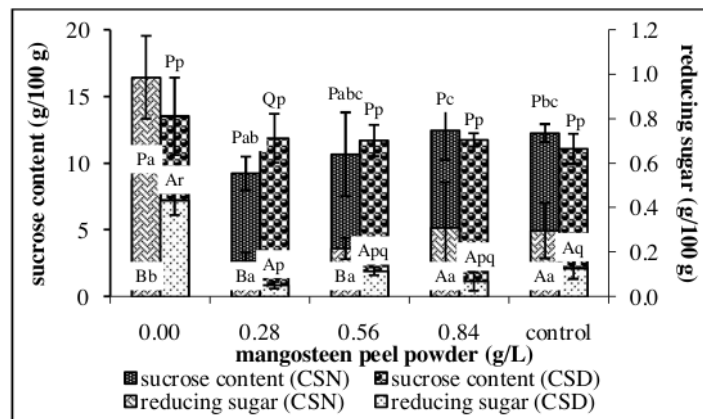 20
15
10
5
0
sucrose content (g/100 g)
1.2
1.0
0.8
0.6
0.4
0.2
0.0
reducing sugar (g/100 g)
Pp
Pa
Ar
Bb
Qp
Pab
Ap
Ba
Pabc
Pp
Apq
Ba
Pc
Pp
Apq
Aa
Pbc
Pp
Aq
Aa
0.00 0.28 0.56 0.84 control
mangosteen peel powder (g/L)
sucrose content (CSN) sucrose content (CSD)
reducing sugar (CSN) reducing sugar (CSD)